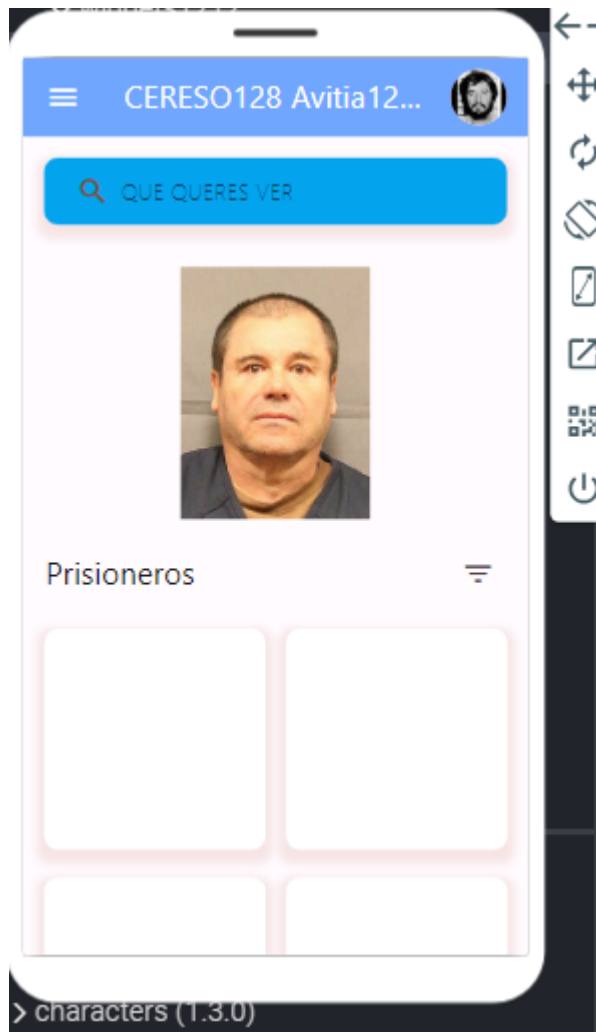 CERESO128 Avitia12...
QUE QUERES VER
Prisioneros
characters (1.3.0)